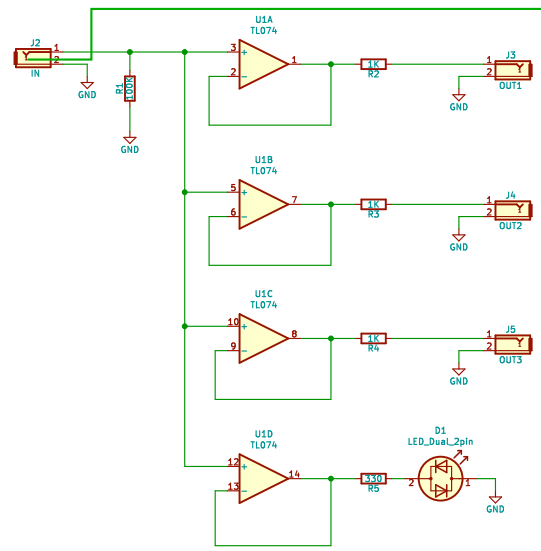 U1A
TL074
J2
1
2
IN
GND
R1
100K
GND
3
2
1
1K
R2
J3
1
2
OUT1
GND
U1B
TL074
5
6
7
1K
R3
J4
1
2
OUT2
GND
U1C
TL074
10
9
8
1K
R4
J5
1
2
OUT3
GND
U1D
TL074
12
13
14
330
R5
D1
LED_Dual_2pin
2
1
GND